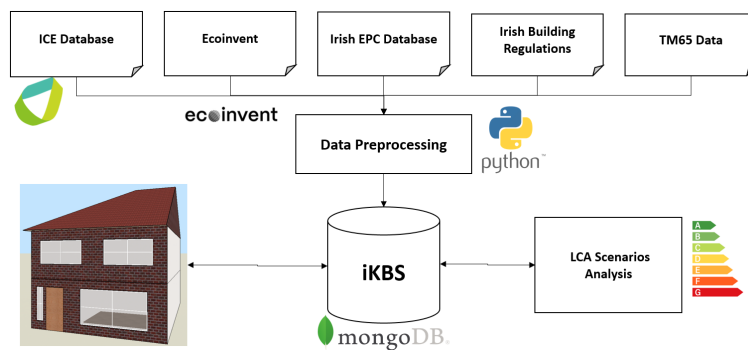 ICE Database
Ecoinvent
Irish EPC Database
Irish Building
Regulations
TM65 Data
ecoinvent
Data Preprocessing
python™
iKBS
LCA Scenarios
Analysis
A
B
C
D
E
F
G
mongoDB®